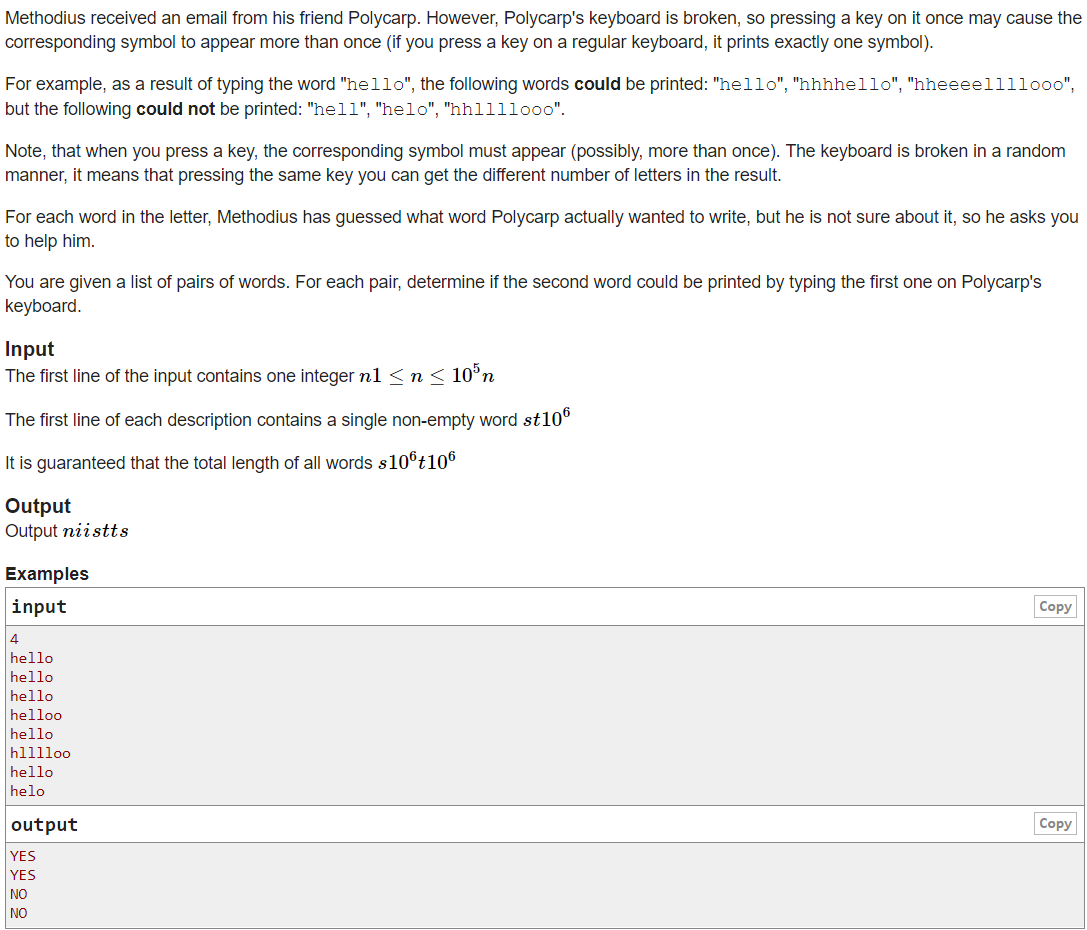 Methodius received an email from his friend Polycarp. However, Polycarp's keyboard is broken, so pressing a key on it once may cause the
corresponding symbol to appear more than once (if you press a key on a regular keyboard, it prints exactly one symbol).
For example, as a result of typing the word "hello", the following words could be printed: "hello", "hhhhello", "hheeeellllooo",
but the following could not be printed: "hell", "helo", "hhllllooo".
Note, that when you press a key, the corresponding symbol must appear (possibly, more than once). The keyboard is broken in a random
manner, it means that pressing the same key you can get the different number of letters in the result.
For each word in the letter, Methodius has guessed what word Polycarp actually wanted to write, but he is not sure about it, so he asks you
to help him.
You are given a list of pairs of words. For each pair, determine if the second word could be printed by typing the first one on Polycarp's
keyboard.
Input
The first line of the input contains one integer n1 ≤ n ≤ 10^5n
The first line of each description contains a single non-empty word st10^6
It is guaranteed that the total length of all words s10^6t10^6
Output
Output niistts
Examples
input
Copy
4
hello
hello
hello
helloo
hello
hlllloo
hello
helo
output
Copy
YES
YES
NO
NO